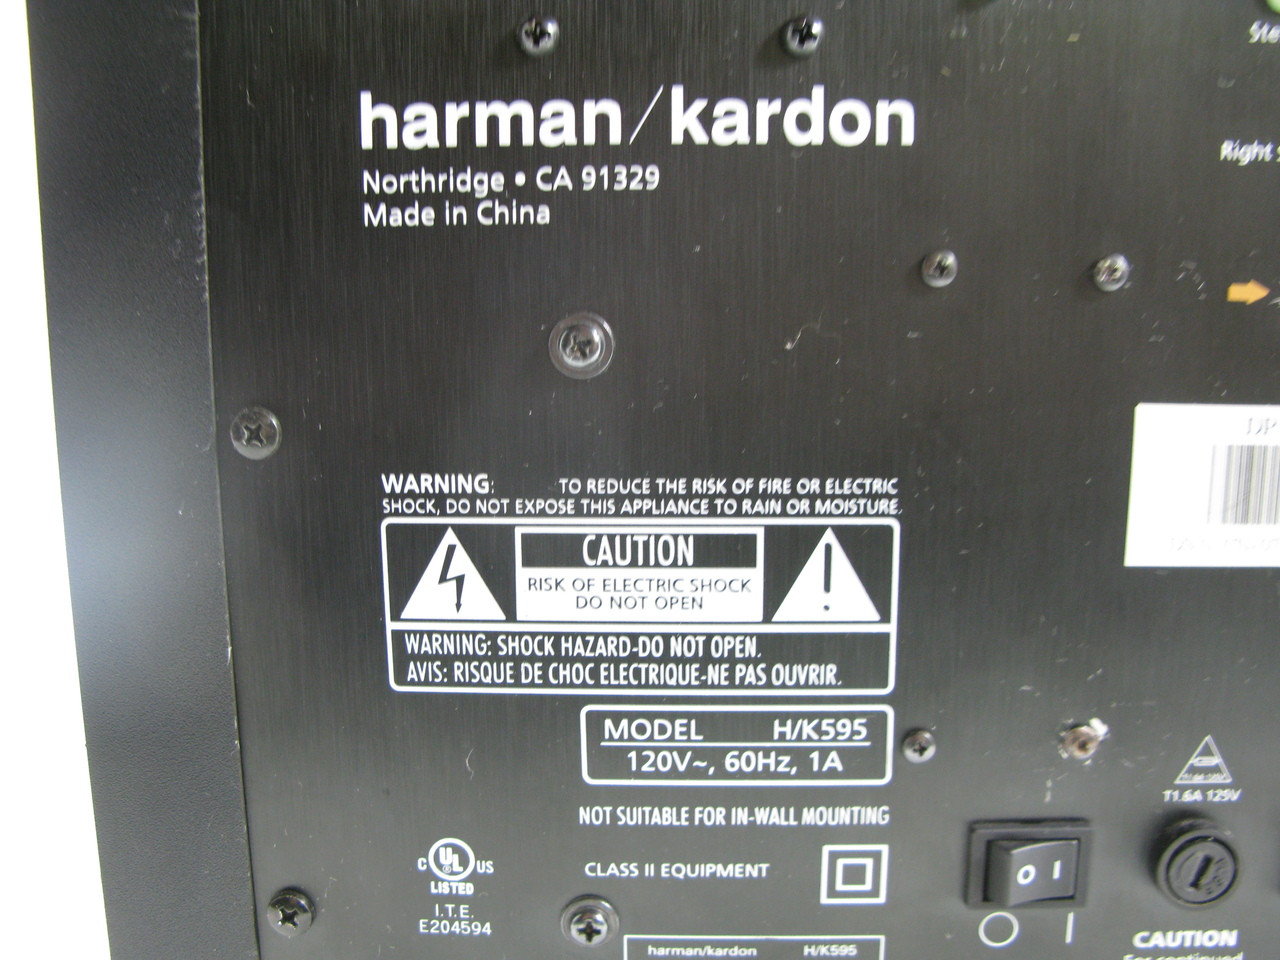 harman/kardon
Northridge • CA 91329
Made in China
Right
WARNING: TO REDUCE THE RISK OF FIRE OR ELECTRIC
SHOCK, DO NOT EXPOSE THIS APPLIANCE TO RAIN OR MOISTURE.
CAUTION
RISK OF ELECTRIC SHOCK
DO NOT OPEN
WARNING: SHOCK HAZARD-DO NOT OPEN.
AVIS: RISQUE DE CHOC ELECTRIQUE-NE PAS OUVRIR.
MODEL H/K595
120V~, 60Hz, 1A
NOT SUITABLE FOR IN-WALL MOUNTING
CLASS II EQUIPMENT
C UL US
LISTED
I.T.E.
E204594
harman/kardon H/K595
DP
T1.6A 125V
O I
O I
CAUTION
For continued